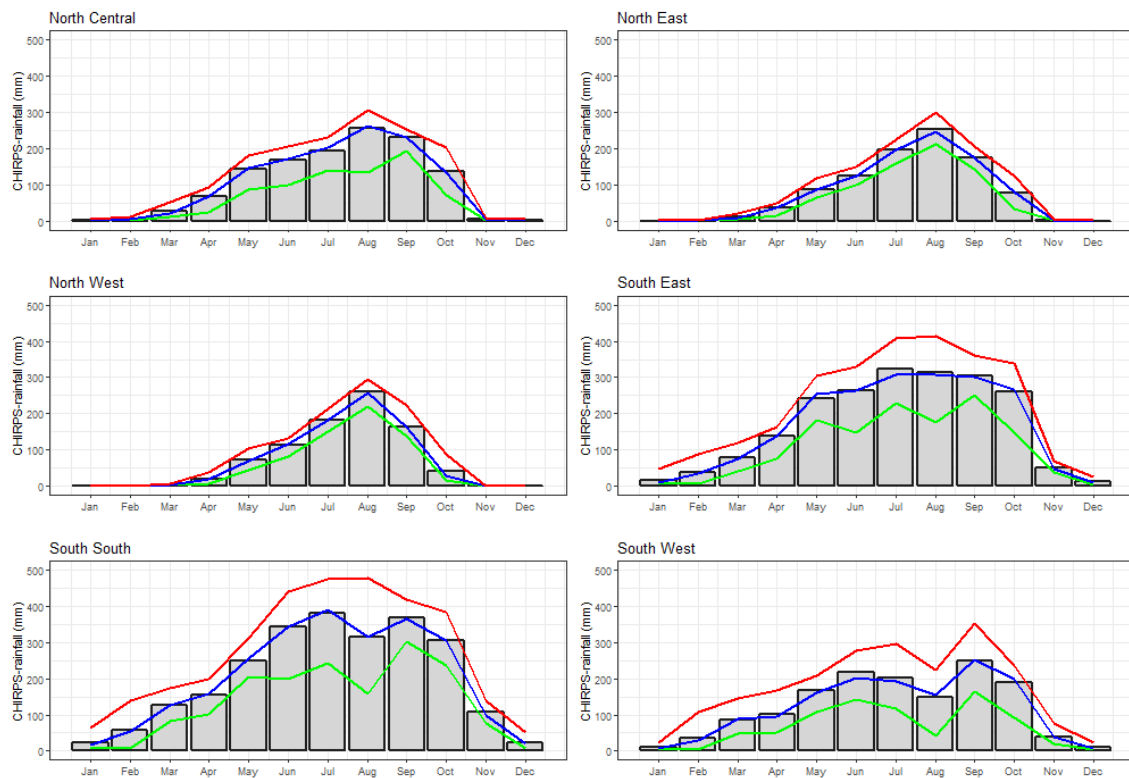 North Central
CHIRPS-rainfall (mm)
500
400
300
200
100
0
Jan Feb Mar Apr May Jun Jul Aug Sep Oct Nov Dec
North East
CHIRPS-rainfall (mm)
500
400
300
200
100
0
Jan Feb Mar Apr May Jun Jul Aug Sep Oct Nov Dec
North West
CHIRPS-rainfall (mm)
500
400
300
200
100
0
Jan Feb Mar Apr May Jun Jul Aug Sep Oct Nov Dec
South East
CHIRPS-rainfall (mm)
500
400
300
200
100
0
Jan Feb Mar Apr May Jun Jul Aug Sep Oct Nov Dec
South South
CHIRPS-rainfall (mm)
500
400
300
200
100
0
Jan Feb Mar Apr May Jun Jul Aug Sep Oct Nov Dec
South West
CHIRPS-rainfall (mm)
500
400
300
200
100
0
Jan Feb Mar Apr May Jun Jul Aug Sep Oct Nov Dec